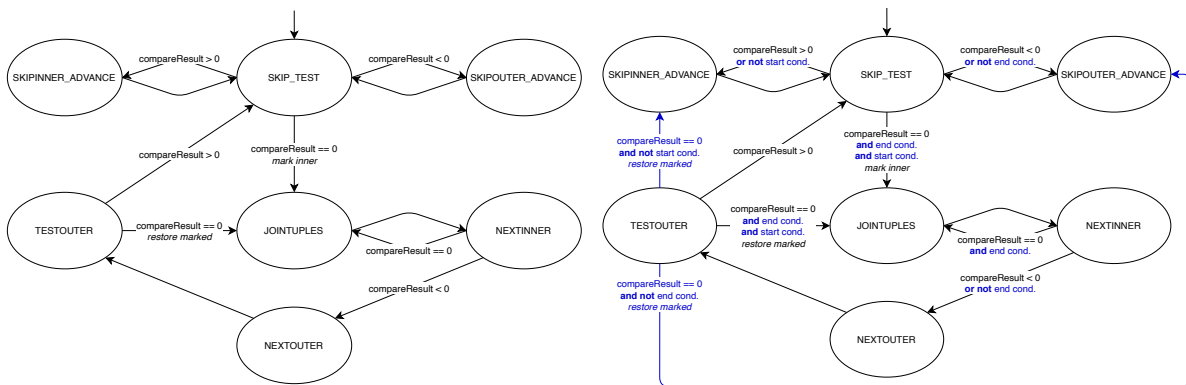 compareResult > 0
compareResult < 0
SKIPINNER_ADVANCE
SKIP_TEST
SKIPOUTER_ADVANCE
compareResult > 0
compareResult == 0
mark inner
TESTOUTER
compareResult == 0
restore marked
JOINTUPLES
compareResult == 0
NEXTINNER
compareResult < 0
NEXTOUTER
compareResult > 0
or not start cond.
compareResult < 0
or not end cond.
SKIPINNER_ADVANCE
SKIP_TEST
SKIPOUTER_ADVANCE
compareResult == 0
and not start cond.
restore marked
compareResult > 0
compareResult == 0
and end cond.
and start cond.
mark inner
TESTOUTER
compareResult == 0
and end cond.
and start cond.
restore marked
JOINTUPLES
compareResult == 0
and end cond.
NEXTINNER
compareResult == 0
and not end cond.
restore marked
compareResult < 0
or not end cond.
NEXTOUTER